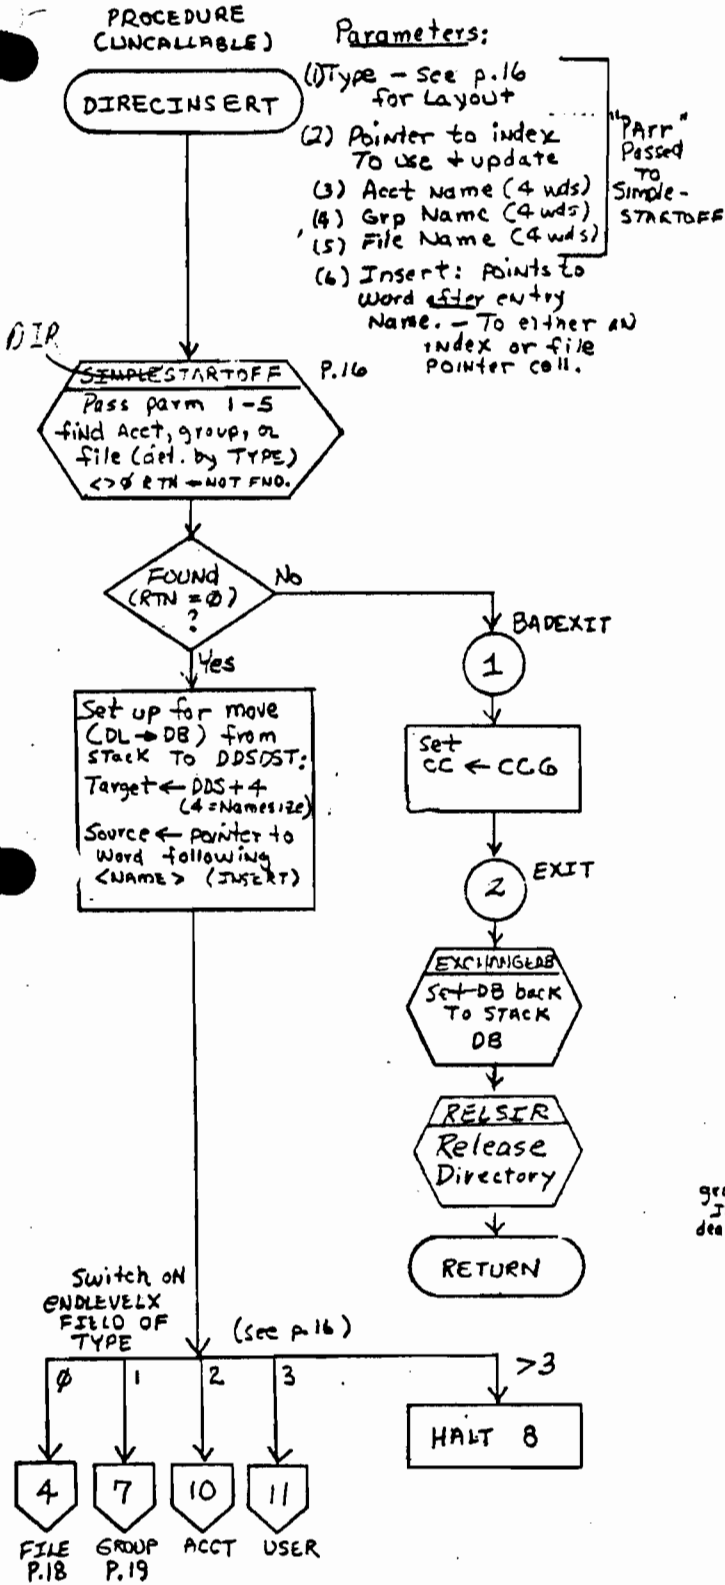 PROCEDURE
(UNCALLABLE)
DIRECINSERT
Parameters:
(1) Type - See p.16
for Layout
(2) Pointer to index
To use + update
(3) Acct Name (4 wds)
(4) Grp Name (4 wds)
(5) File Name (4 wds)
"PArr"
Passed
TO
Simple-
STARTOFF
(6) Insert: points to
Word after entry
Name. - To either an
index or file
pointer cell.
DIR
SIMPLESTARTOFF
P.16
Pass parm 1-5
find Acct, group, or
file (det. by TYPE)
<>0 RTN - NOT FND.
FOUND
(RTN = 0)
?
No
Yes
BADEXIT
1
Set
CC ← CCG
2
EXIT
EXCHANGEDB
Set DB back
To STACK
DB
RELSIR
Release
Directory
RETURN
Set up for move
(DL → DB) from
Stack TO DDSDST:
Target ← DDS+4
(4 = Namesize)
Source ← pointer to
Word following
<NAME> (INSERT)
Switch ON
ENDLEVELX
FIELD OF
TYPE
(see p.16)
0
1
2
3
>3
HALT 8
4
7
10
11
FILE
P.18
GROUP
P.19
ACCT
USER